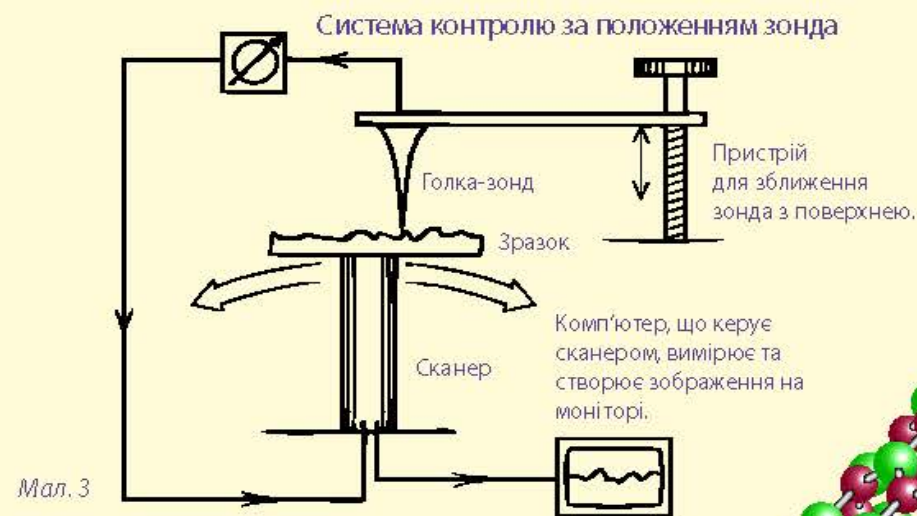 Система контролю за положенням зонда
Голка-зонд
Пристрій
для зближення
зонда з поверхнею.
Зразок
Сканер
Комп’ютер, що керує
сканером, вимірює та
створює зображення на
моніторі.
Мал. 3